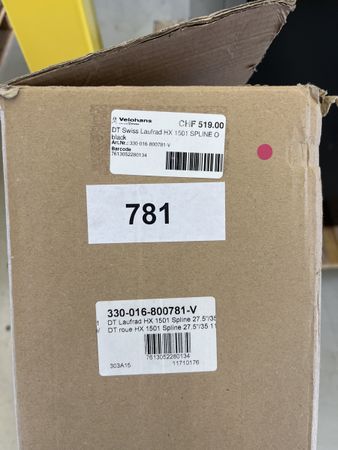 Velohans
CHF 519.00
DT Swiss Laufrad HX 1501 SPLINE O
black
Art.Nr.: 330-016-800781-V
Barcode
7613052280134
781
330-016-800781-V
DT Laufrad HX 1501 Spline 27.5"/35
DT roue HX 1501 Spline 27.5"/35 11
7613052280134
303A15 11710176